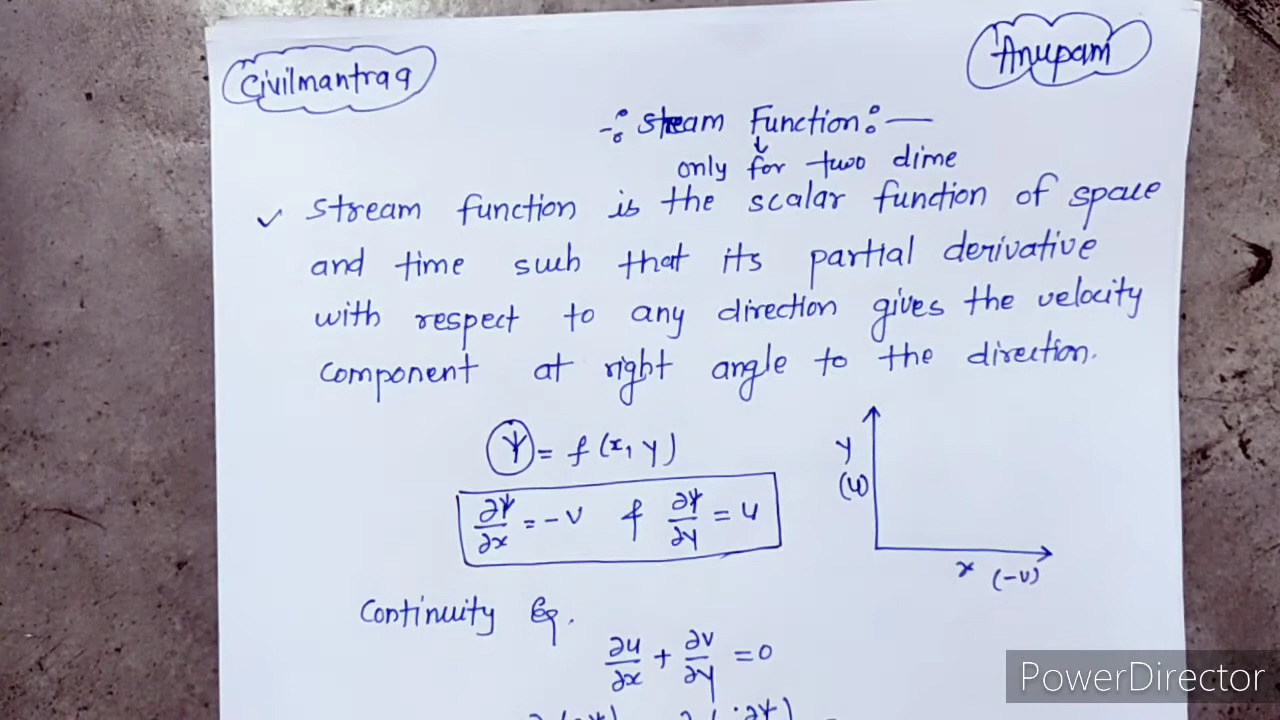 Civilmantra9
Anupam
-: Stream Function :—
↓
only for two dime
✓ Stream function is the scalar function of space
and time such that its partial derivative
with respect to any direction gives the velocity
component at right angle to the direction.
ψ = f (x, y)
∂ψ/∂x = -v & ∂ψ/∂y = u
y
(u)
x (-v)
Continuity Eq.
∂u/∂x + ∂v/∂y = 0
PowerDirector